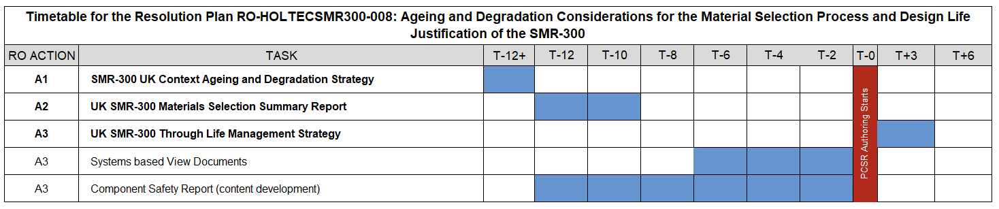 Timetable for the Resolution Plan RO-HOLTECSMR300-008: Ageing and Degradation Considerations for the Material Selection Process and Design Life
Justification of the SMR-300
RO ACTION TASK T-12+ T-12 T-10 T-8 T-6 T-4 T-2 T-0 T+3 T+6
A1 SMR-300 UK Context Ageing and Degradation Strategy
A2 UK SMR-300 Materials Selection Summary Report
A3 UK SMR-300 Through Life Management Strategy
A3 Systems based View Documents
A3 Component Safety Report (content development)
PCSR Authoring Starts